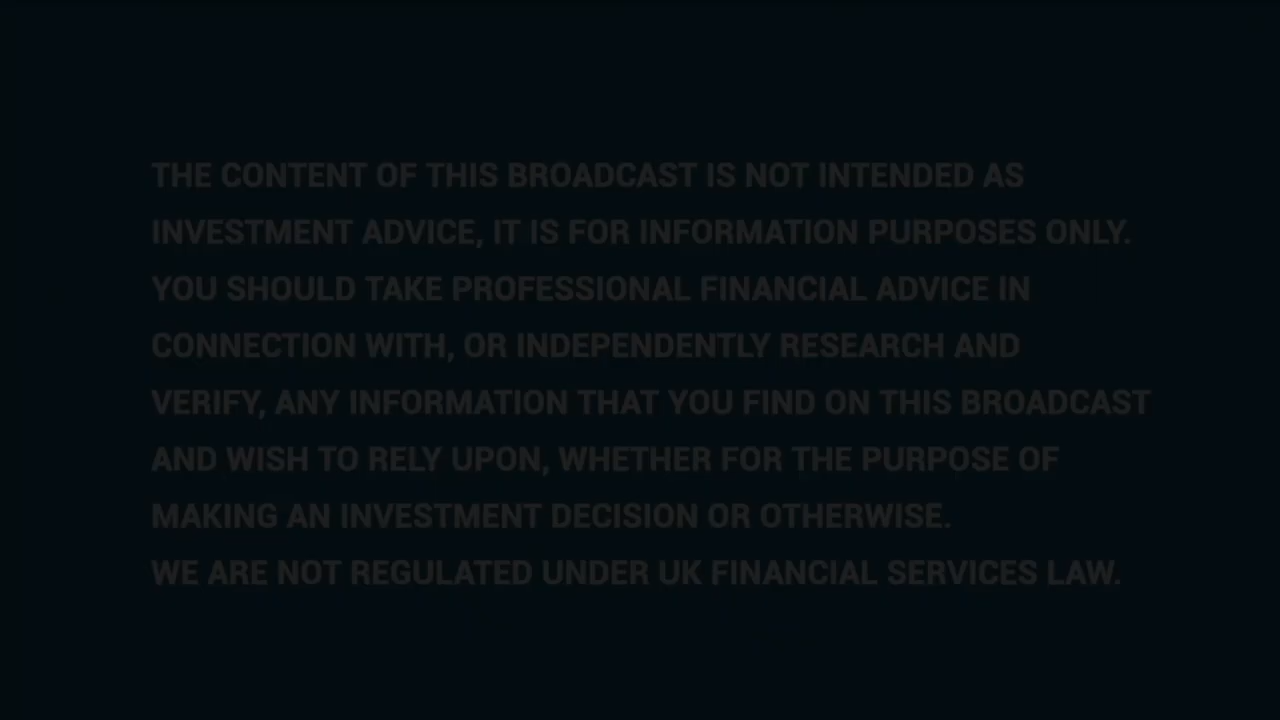 THE CONTENT OF THIS BROADCAST IS NOT INTENDED AS
INVESTMENT ADVICE, IT IS FOR INFORMATION PURPOSES ONLY.
YOU SHOULD TAKE PROFESSIONAL FINANCIAL ADVICE IN
CONNECTION WITH, OR INDEPENDENTLY RESEARCH AND
VERIFY, ANY INFORMATION THAT YOU FIND ON THIS BROADCAST
AND WISH TO RELY UPON, WHETHER FOR THE PURPOSE OF
MAKING AN INVESTMENT DECISION OR OTHERWISE.
WE ARE NOT REGULATED UNDER UK FINANCIAL SERVICES LAW.